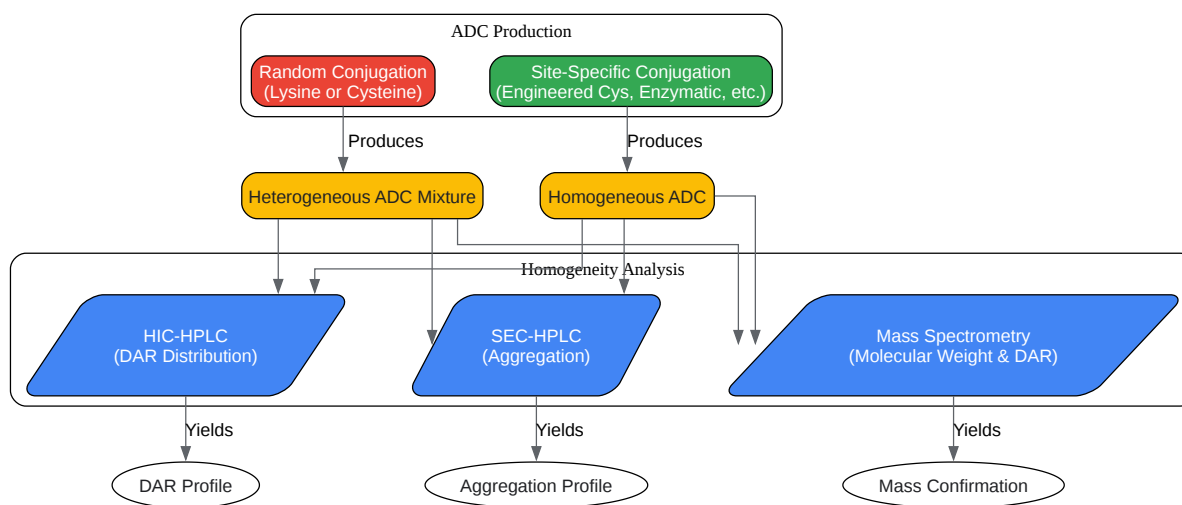 ADC Production
Random Conjugation
(Lysine or Cysteine)
Site-Specific Conjugation
(Engineered Cys, Enzymatic, etc.)
Produces
Produces
Heterogeneous ADC Mixture
Homogeneous ADC
Homogeneity Analysis
HIC-HPLC
(DAR Distribution)
SEC-HPLC
(Aggregation)
Mass Spectrometry
(Molecular Weight & DAR)
Yields
Yields
Yields
DAR Profile
Aggregation Profile
Mass Confirmation